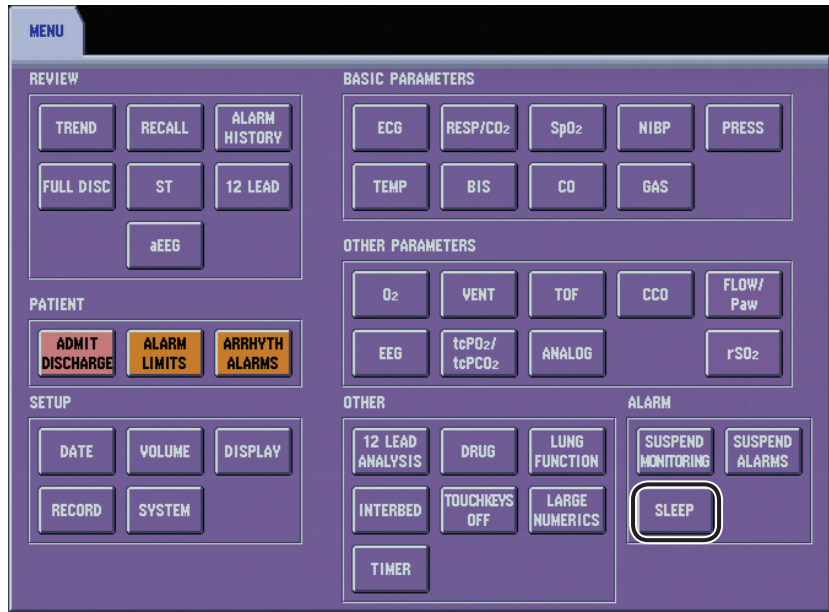 MENU
REVIEW
TREND
RECALL
ALARM
HISTORY
FULL DISC
ST
12 LEAD
aEEG
PATIENT
ADMIT
DISCHARGE
ALARM
LIMITS
ARRHYTH
ALARMS
SETUP
DATE
VOLUME
DISPLAY
RECORD
SYSTEM
BASIC PARAMETERS
ECG
RESP/CO₂
SpO₂
NIBP
PRESS
TEMP
BIS
CO
GAS
OTHER PARAMETERS
O₂
VENT
TOF
CCO
FLOW/
Paw
EEG
tcPO₂/
tcPCO₂
ANALOG
rSO₂
OTHER
12 LEAD
ANALYSIS
DRUG
LUNG
FUNCTION
INTERBED
TOUCHKEYS
OFF
LARGE
NUMERICS
TIMER
ALARM
SUSPEND
MONITORING
SUSPEND
ALARMS
SLEEP